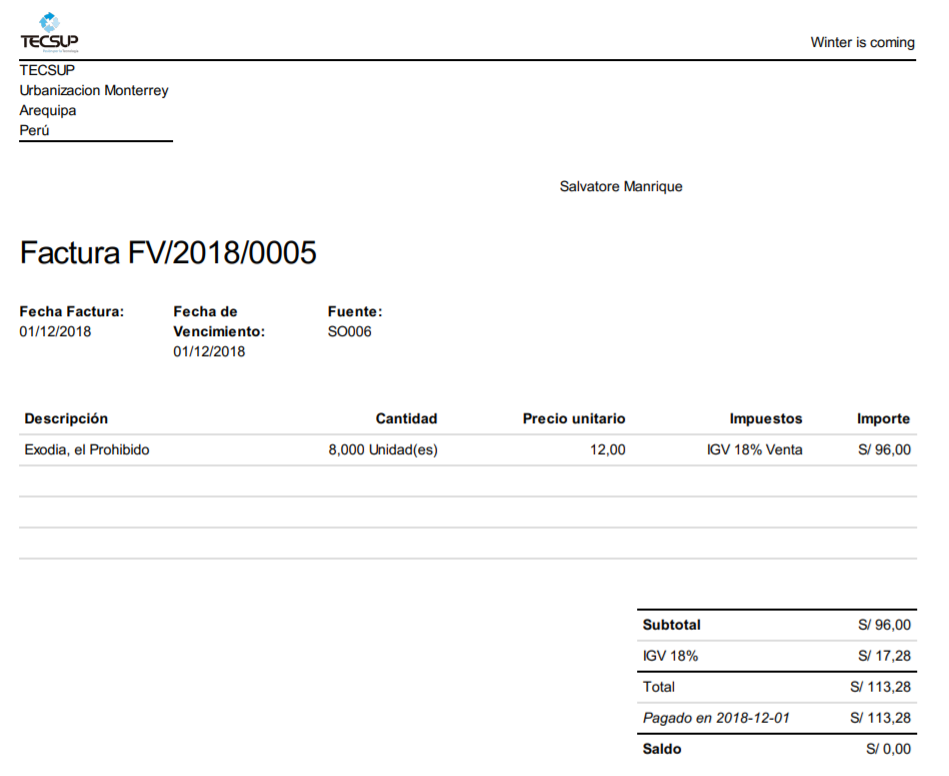 TECSUP
Winter is coming
TECSUP
Urbanizacion Monterrey
Arequipa
Perú
Salvatore Manrique
Factura FV/2018/0005
Fecha Factura: Fecha de Vencimiento: Fuente:
01/12/2018 01/12/2018 SO006
Descripción Cantidad Precio unitario Impuestos Importe
Exodia, el Prohibido 8,000 Unidad(es) 12,00 IGV 18% Venta S/ 96,00
Subtotal S/ 96,00
IGV 18% S/ 17,28
Total S/ 113,28
Pagado en 2018-12-01 S/ 113,28
Saldo S/ 0,00